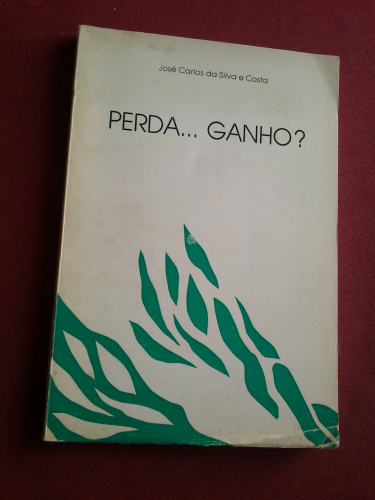 José Carlos da Silva e Costa
PERDA... GANHO?